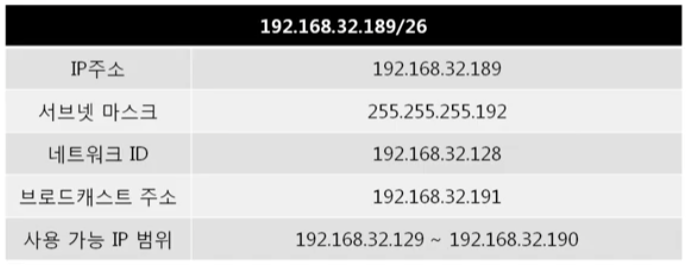 192.168.32.189/26
IP주소 192.168.32.189
서브넷 마스크 255.255.255.192
네트워크 ID 192.168.32.128
브로드캐스트 주소 192.168.32.191
사용 가능 IP 범위 192.168.32.129 ~ 192.168.32.190